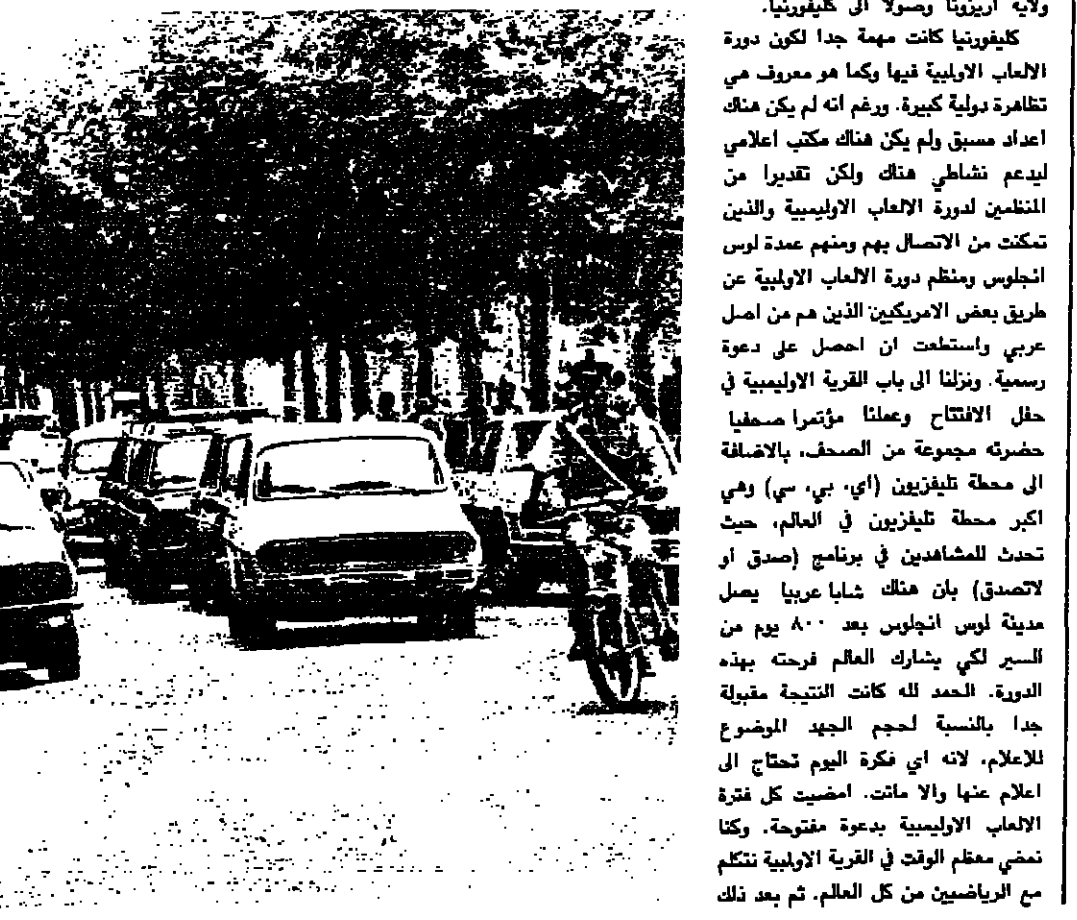 ولاية اريزونا وصولا الى كليفورنيا.
كليفورنيا كانت مهمة جدا لكون دورة
الالعاب الاولبية فيها وكما هو معروف هي
تظاهرة دولية كبيرة. ورغم انه لم يكن هناك
اعداد مسبق ولم يكن هناك مكتب اعلامي
ليدعم نشاطي هناك ولكن تقديرا من
المنظمين لدورة الالعاب الاوليمبية والذين
تمكنت من الاتصال بهم ومنهم عمدة لوس
انجلوس ومنظم دورة الالعاب الاولبية عن
طريق بعض الامريكيين الذين هم من اصل
عربي واستطعت ان احصل على دعوة
رسمية. ونزلنا الى باب القرية الاوليمبية في
حفل الافتتاح وعملنا مؤتمرا صحفيا
حضرته مجموعة من الصحف، بالاضافة
الى محطة تليفزيون (اي، بي، سي) وهي
اكبر محطة تليفزيون في العالم، حيث
تحدث للمشاهدين في برنامج (صدق او
لاتصدق) بان هناك شابا عربيا يصل
مدينة لوس انجلوس بعد ٨٠٠ يوم من
السير لكي يشارك العالم فرحته بهذه
الدورة. الحمد لله كانت النتيجة مقبولة
جدا بالنسبة لحجم الجهد الموضوع
للإعلام، لانه اي فكرة اليوم تحتاج الى
اعلام عنها والا ماتت. امضيت كل فترة
الالعاب الاوليمبية بدعوة مفتوحة. وكنا
نمضي معظم الوقت في القرية الاولبية نتكلم
مع الرياضيين من كل العالم. ثم بعد ذلك